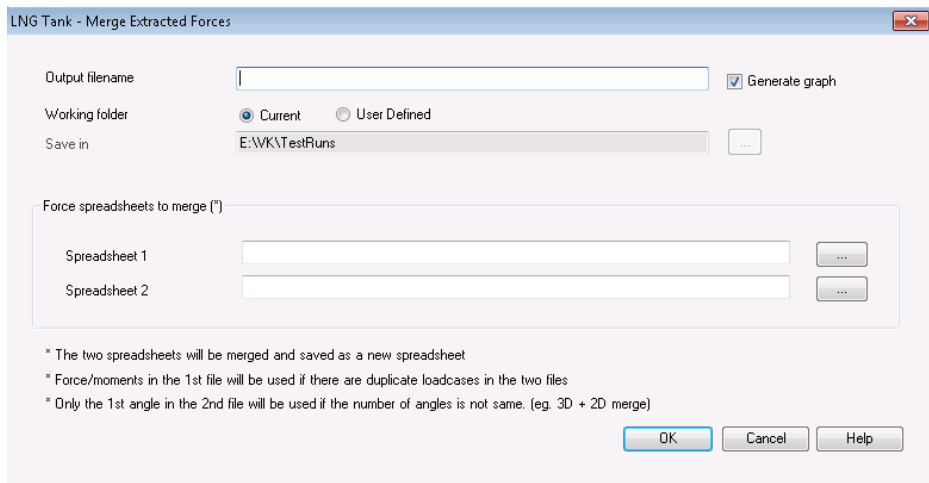 LNG Tank - Merge Extracted Forces
Output filename
Generate graph
Working folder
Current
User Defined
Save in
E:\VK\TestRuns
...
Force spreadsheets to merge (*)
Spreadsheet 1
...
Spreadsheet 2
...
* The two spreadsheets will be merged and saved as a new spreadsheet
* Force/moments in the 1st file will be used if there are duplicate loadcases in the two files
* Only the 1st angle in the 2nd file will be used if the number of angles is not same. (eg. 3D + 2D merge)
OK
Cancel
Help